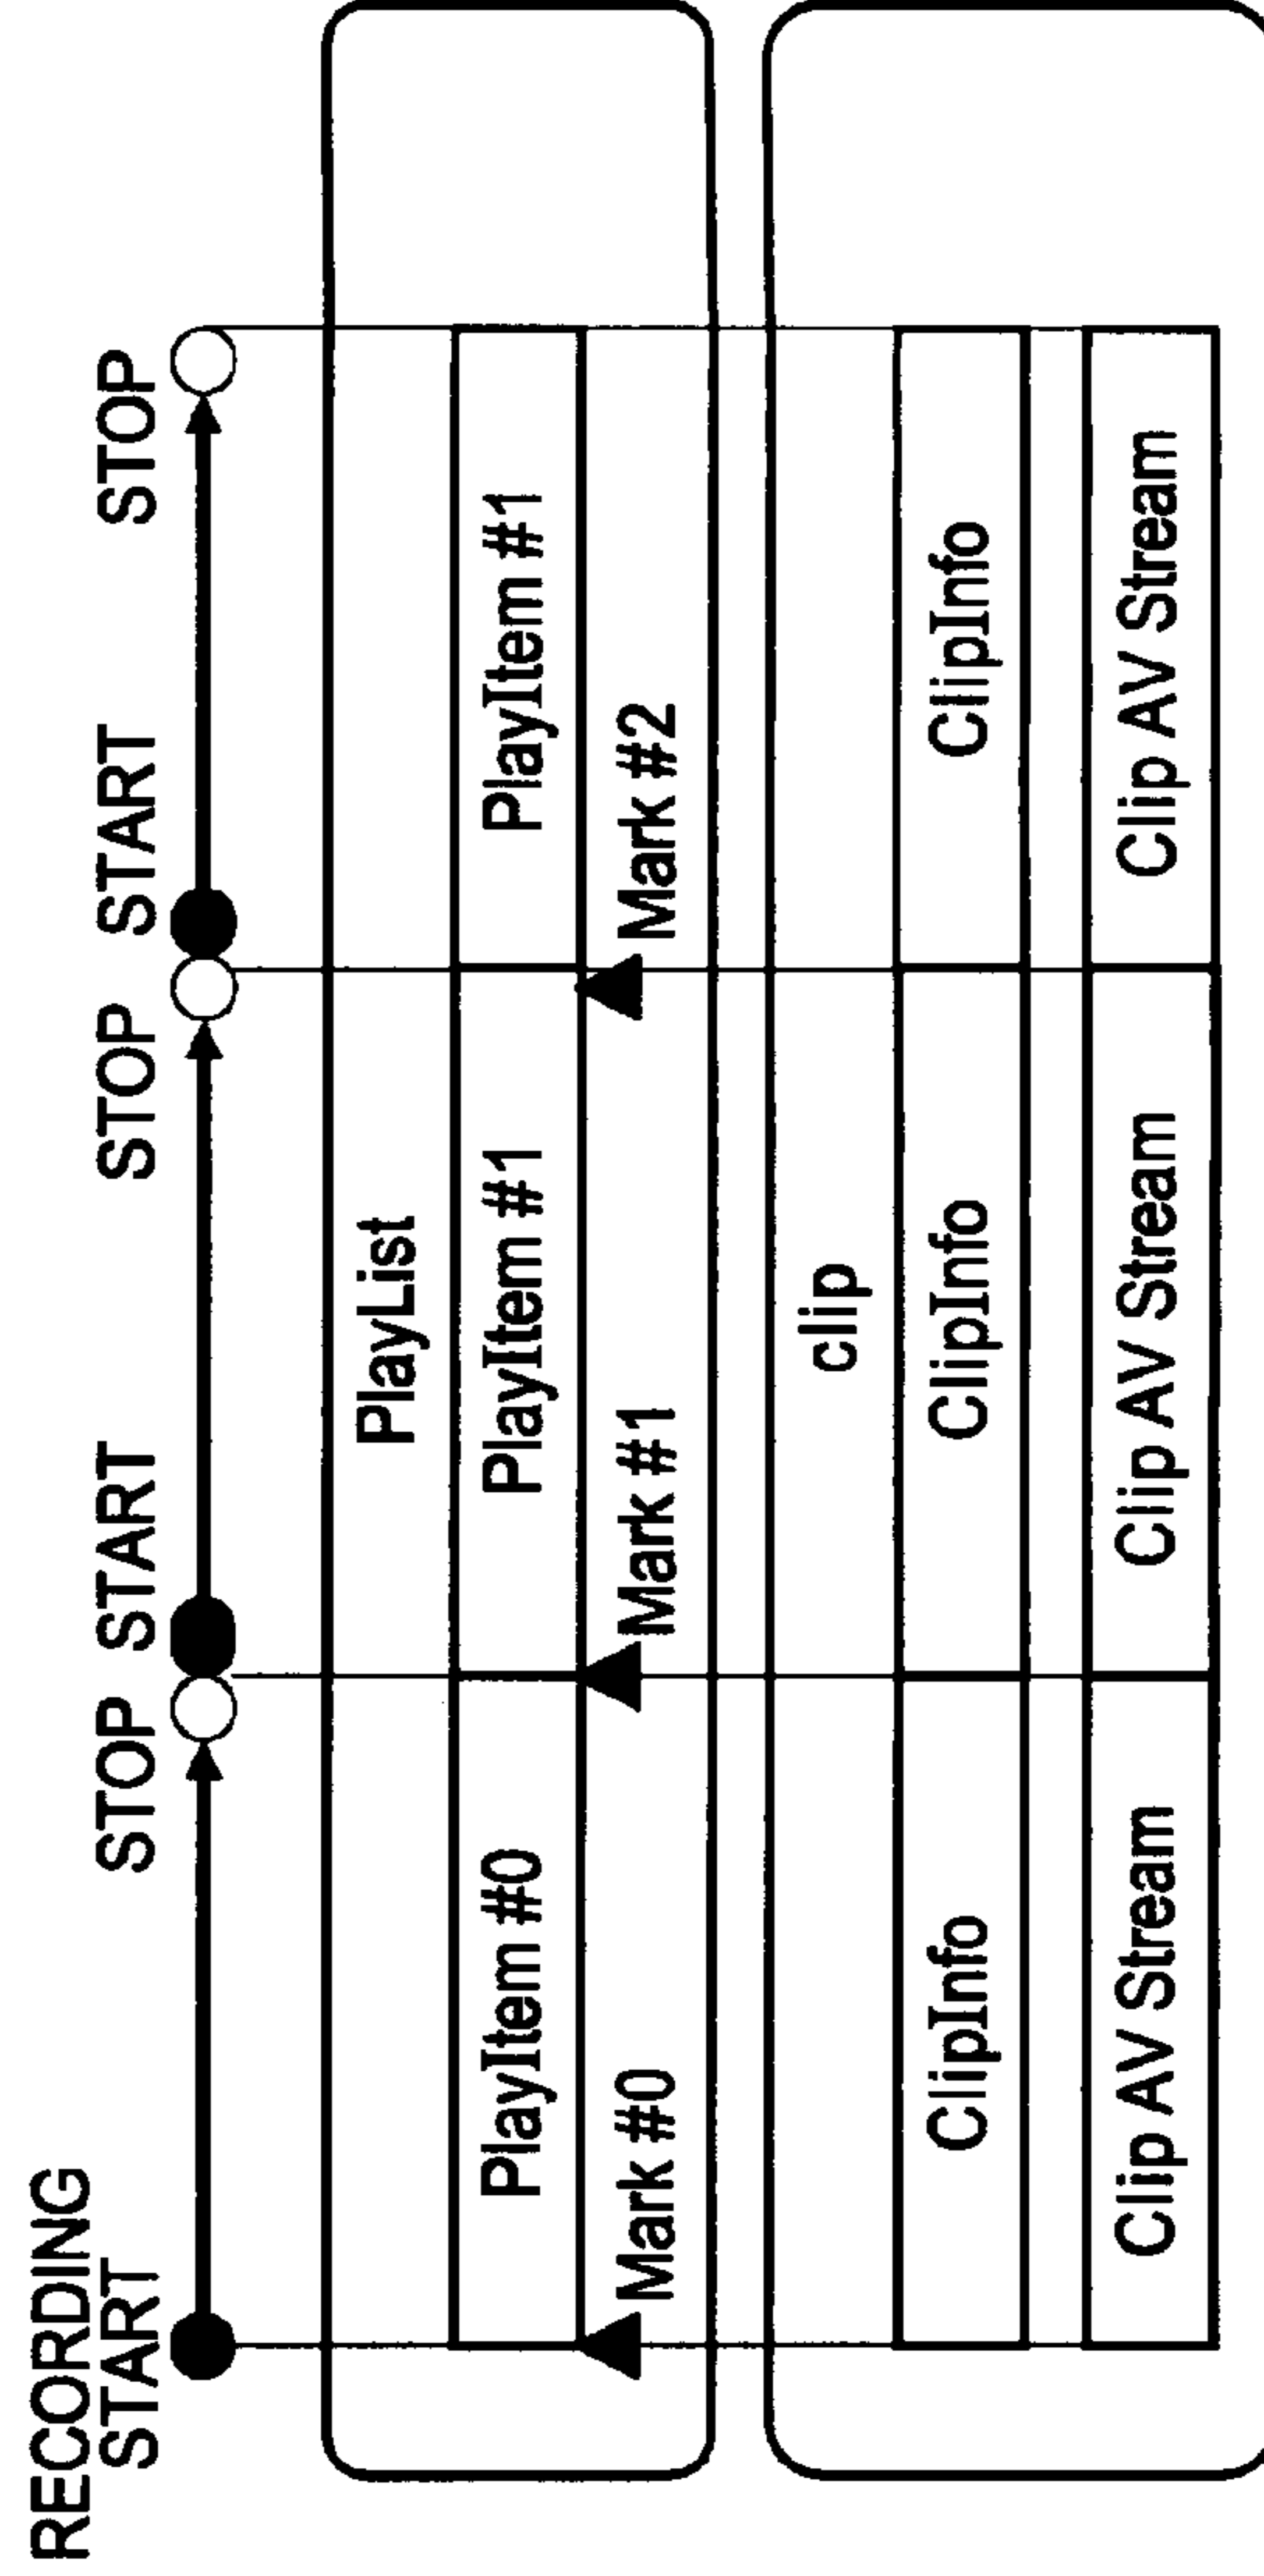 RECORDING
START STOP START STOP START STOP
PlayList
PlayItem #0 PlayItem #1 PlayItem #1
Mark #0 Mark #1 Mark #2
clip
ClipInfo ClipInfo ClipInfo
Clip AV Stream Clip AV Stream Clip AV Stream